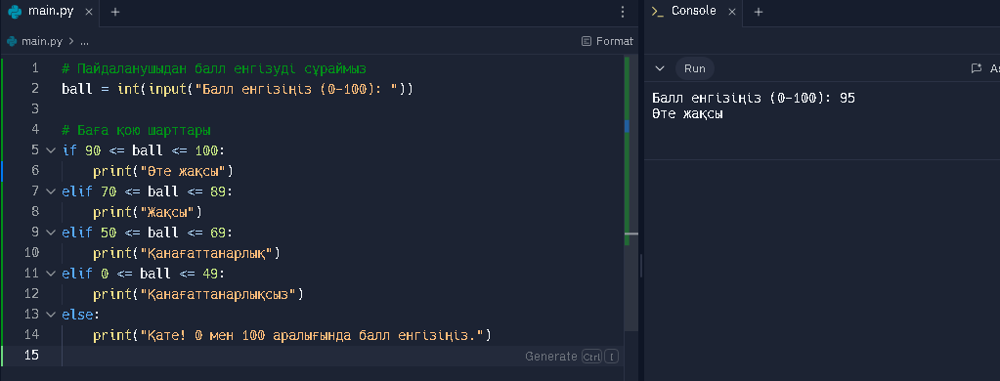 main.py × +
main.py > ...
Format
1 # Пайдаланушыдан балл енгізуді сұраймыз
2 ball = int(input("Балл енгізіңіз (0-100): "))
3
4 # Баға қою шарттары
5 if 90 <= ball <= 100:
6     print("Өте жақсы")
7 elif 70 <= ball <= 89:
8     print("Жақсы")
9 elif 50 <= ball <= 69:
10     print("Қанағаттанарлық")
11 elif 0 <= ball <= 49:
12     print("Қанағаттанарлықсыз")
13 else:
14     print("Қате! 0 мен 100 аралығында балл енгізіңіз.")
15
Generate Ctrl I
Console × +
Run
Балл енгізіңіз (0-100): 95
Өте жақсы